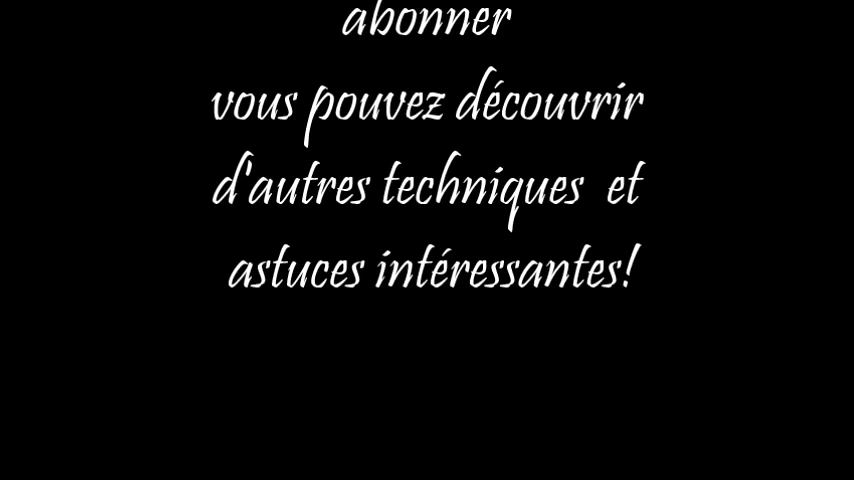 abonner
vous pouvez découvrir
d'autres techniques et
astuces intéressantes!